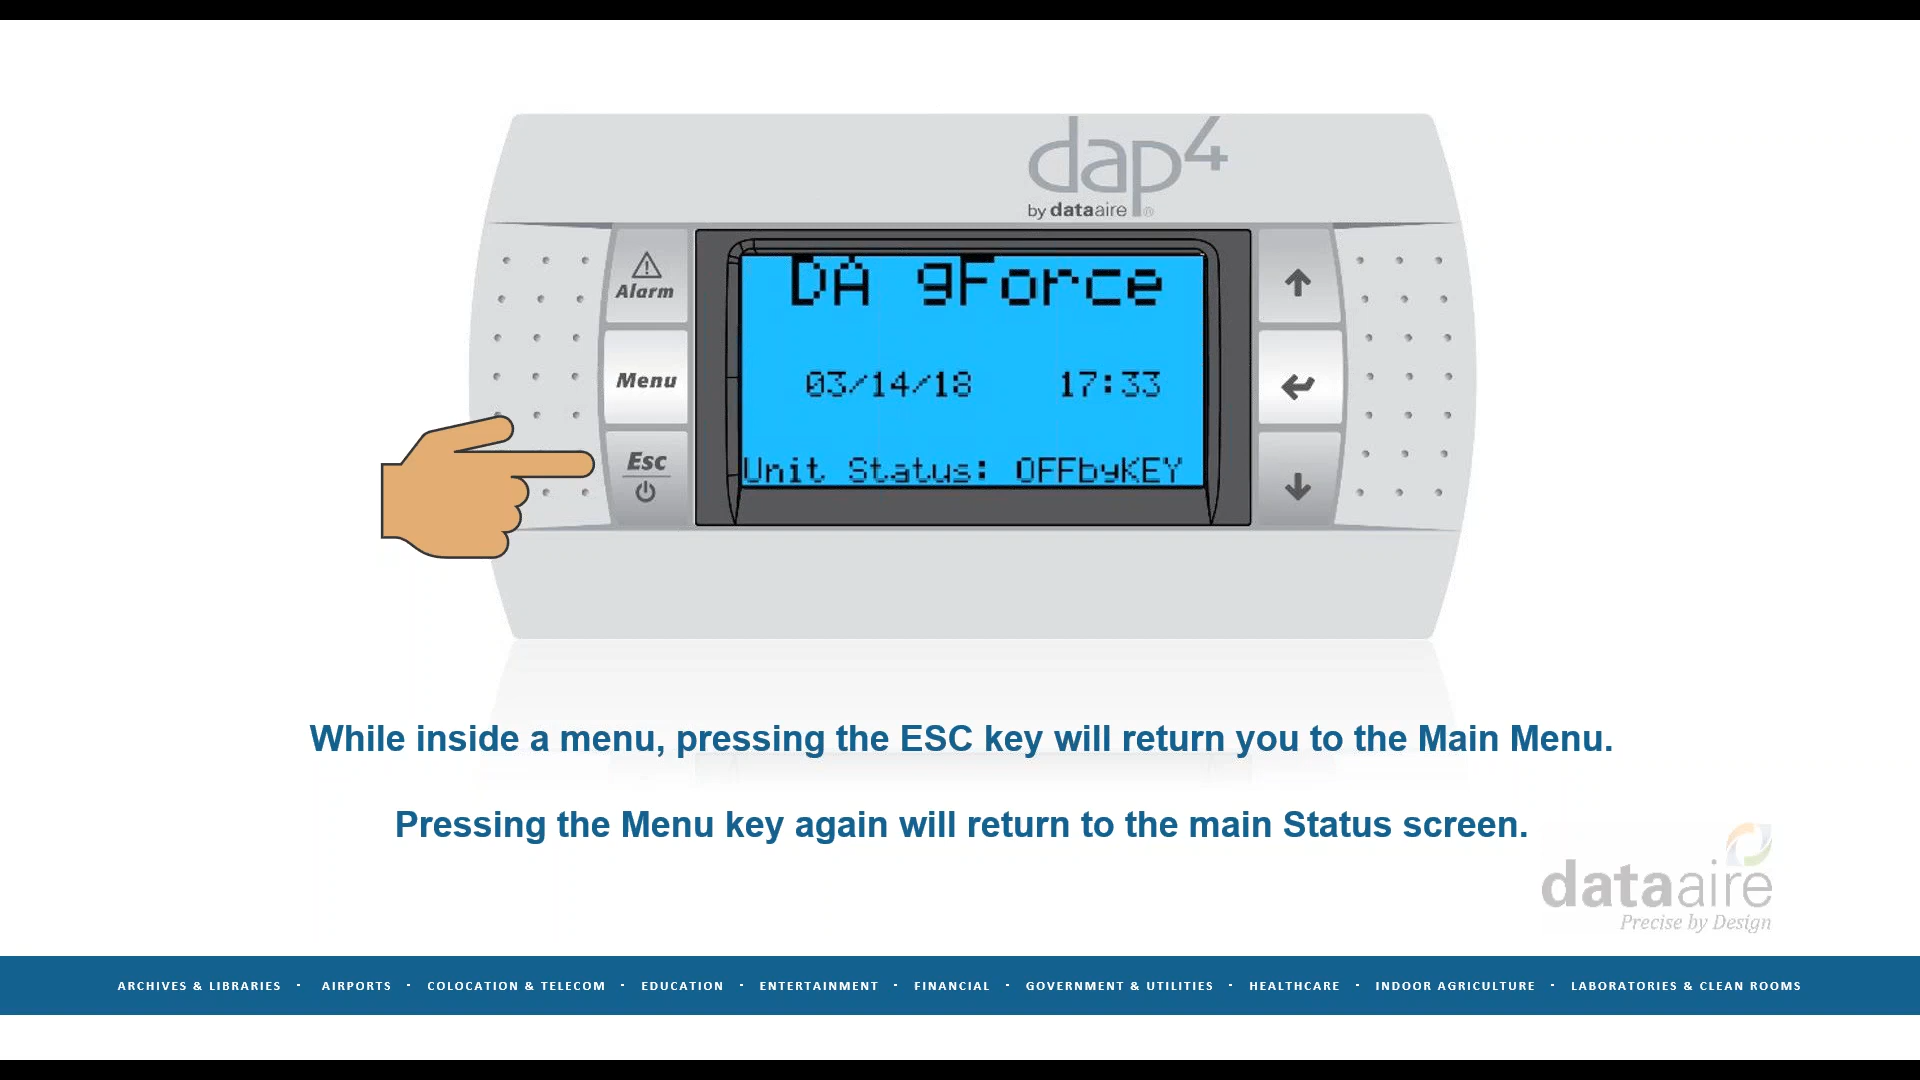 dap4
by dataaire®
Alarm
Menu
Esc
DA gForce
03/14/18 17:33
Unit Status: OFFbyKEY
While inside a menu, pressing the ESC key will return you to the Main Menu.
Pressing the Menu key again will return to the main Status screen.
dataaire
Precise by Design
ARCHIVES & LIBRARIES · AIRPORTS · COLOCATION & TELECOM · EDUCATION · ENTERTAINMENT · FINANCIAL · GOVERNMENT & UTILITIES · HEALTHCARE · INDOOR AGRICULTURE · LABORATORIES & CLEAN ROOMS